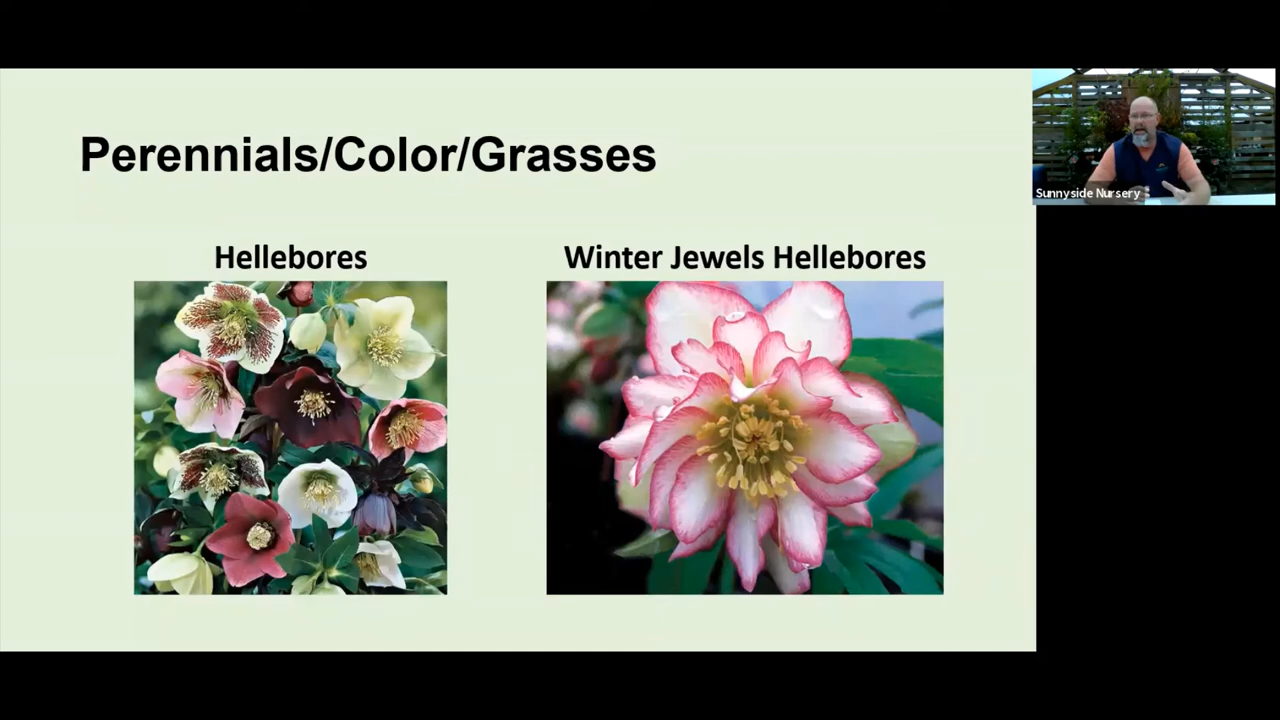 Perennials/Color/Grasses
Hellebores
Winter Jewels Hellebores
Sunnyside Nursery